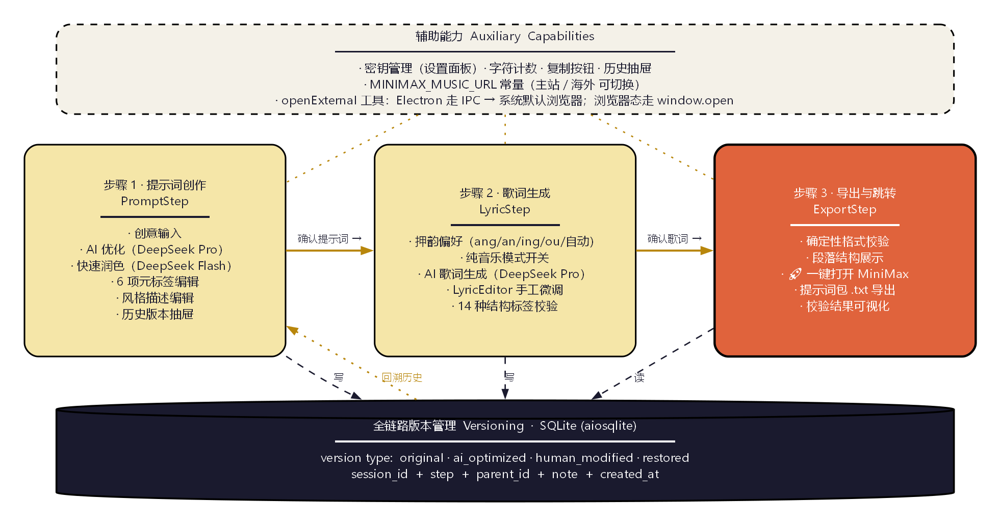 辅助能力  Auxiliary  Capabilities
· 密钥管理（设置面板）· 字符计数 · 复制按钮 · 历史抽屉
· MINIMAX_MUSIC_URL 常量（主站 / 海外 可切换）
· openExternal 工具：Electron 走 IPC → 系统默认浏览器；浏览器态走 window.open
步骤 1 · 提示词创作
PromptStep
· 创意输入
· AI 优化（DeepSeek Pro）
· 快速润色（DeepSeek Flash）
· 6 项元标签编辑
· 风格描述编辑
· 历史版本抽屉
确认提示词 →
步骤 2 · 歌词生成
LyricStep
· 押韵偏好（ang/an/ing/ou/自动）
· 纯音乐模式开关
· AI 歌词生成（DeepSeek Pro）
· LyricEditor 手工微调
· 14 种结构标签校验
确认歌词 →
步骤 3 · 导出与跳转
ExportStep
· 确定性格式校验
· 段落结构展示
· 🚀 一键打开 MiniMax
· 提示词包 .txt 导出
· 校验结果可视化
写
回溯历史
写
读
全链路版本管理  Versioning  ·  SQLite (aiosqlite)
version type:  original · ai_optimized · human_modified · restored
session_id  +  step  +  parent_id  +  note  +  created_at